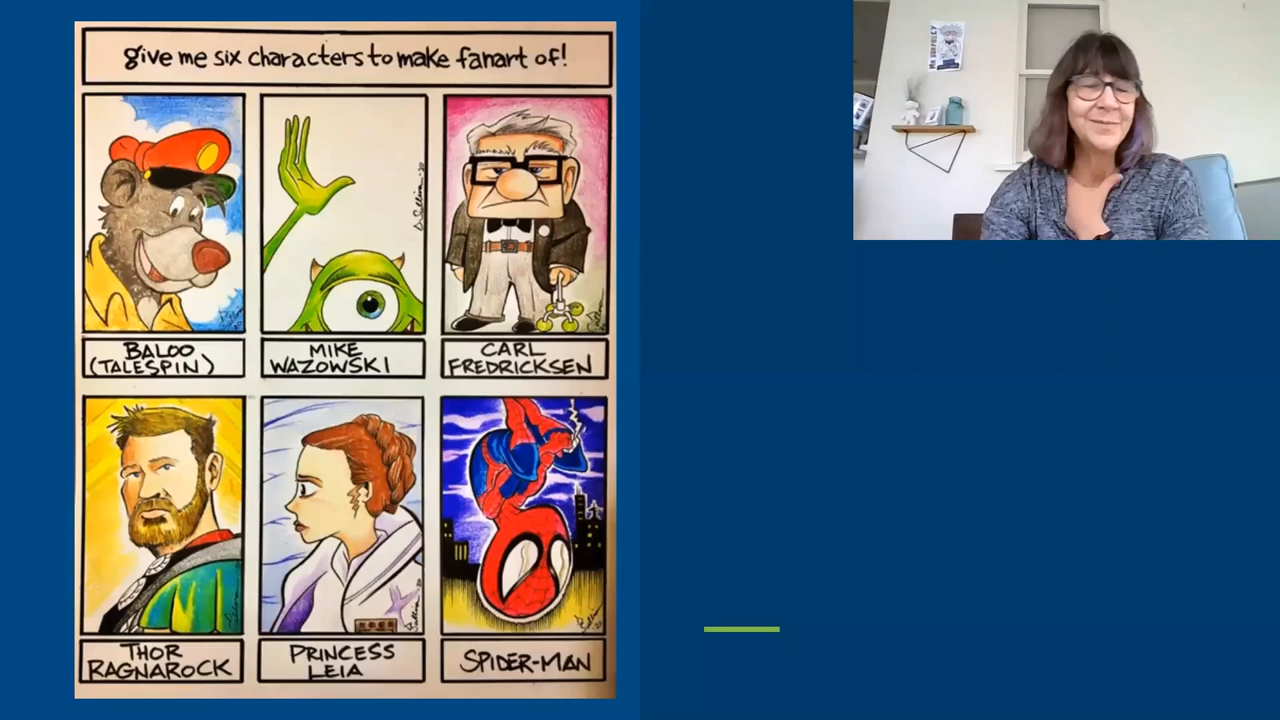 give me six characters to make fanart of!
BALOO
(TALESPIN)
MIKE
WAZOWSKI
CARL
FREDRICKSEN
THOR
RAGNAROCK
PRINCESS
LEIA
SPIDER-MAN